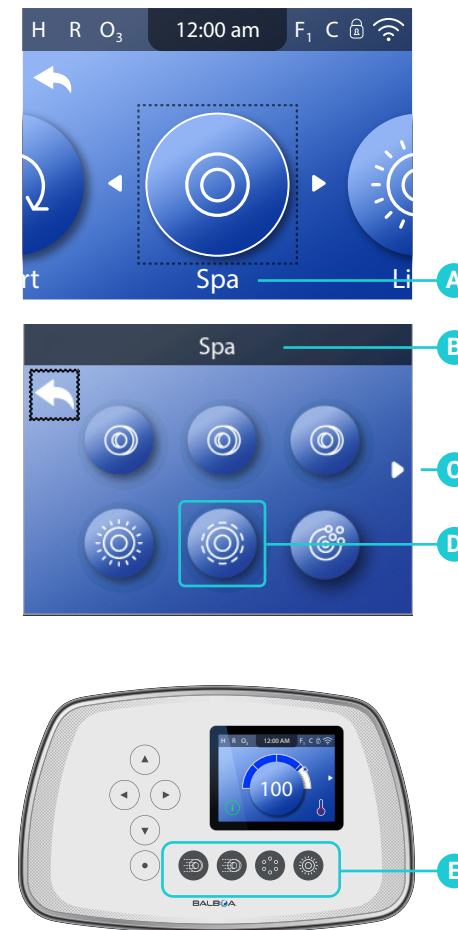 H R O₃ 12:00 am F₁ C
rt Spa Li
A
Spa
B
C
D
H R O₃ 12:00 AM F₁ C
100
E
BALBOA